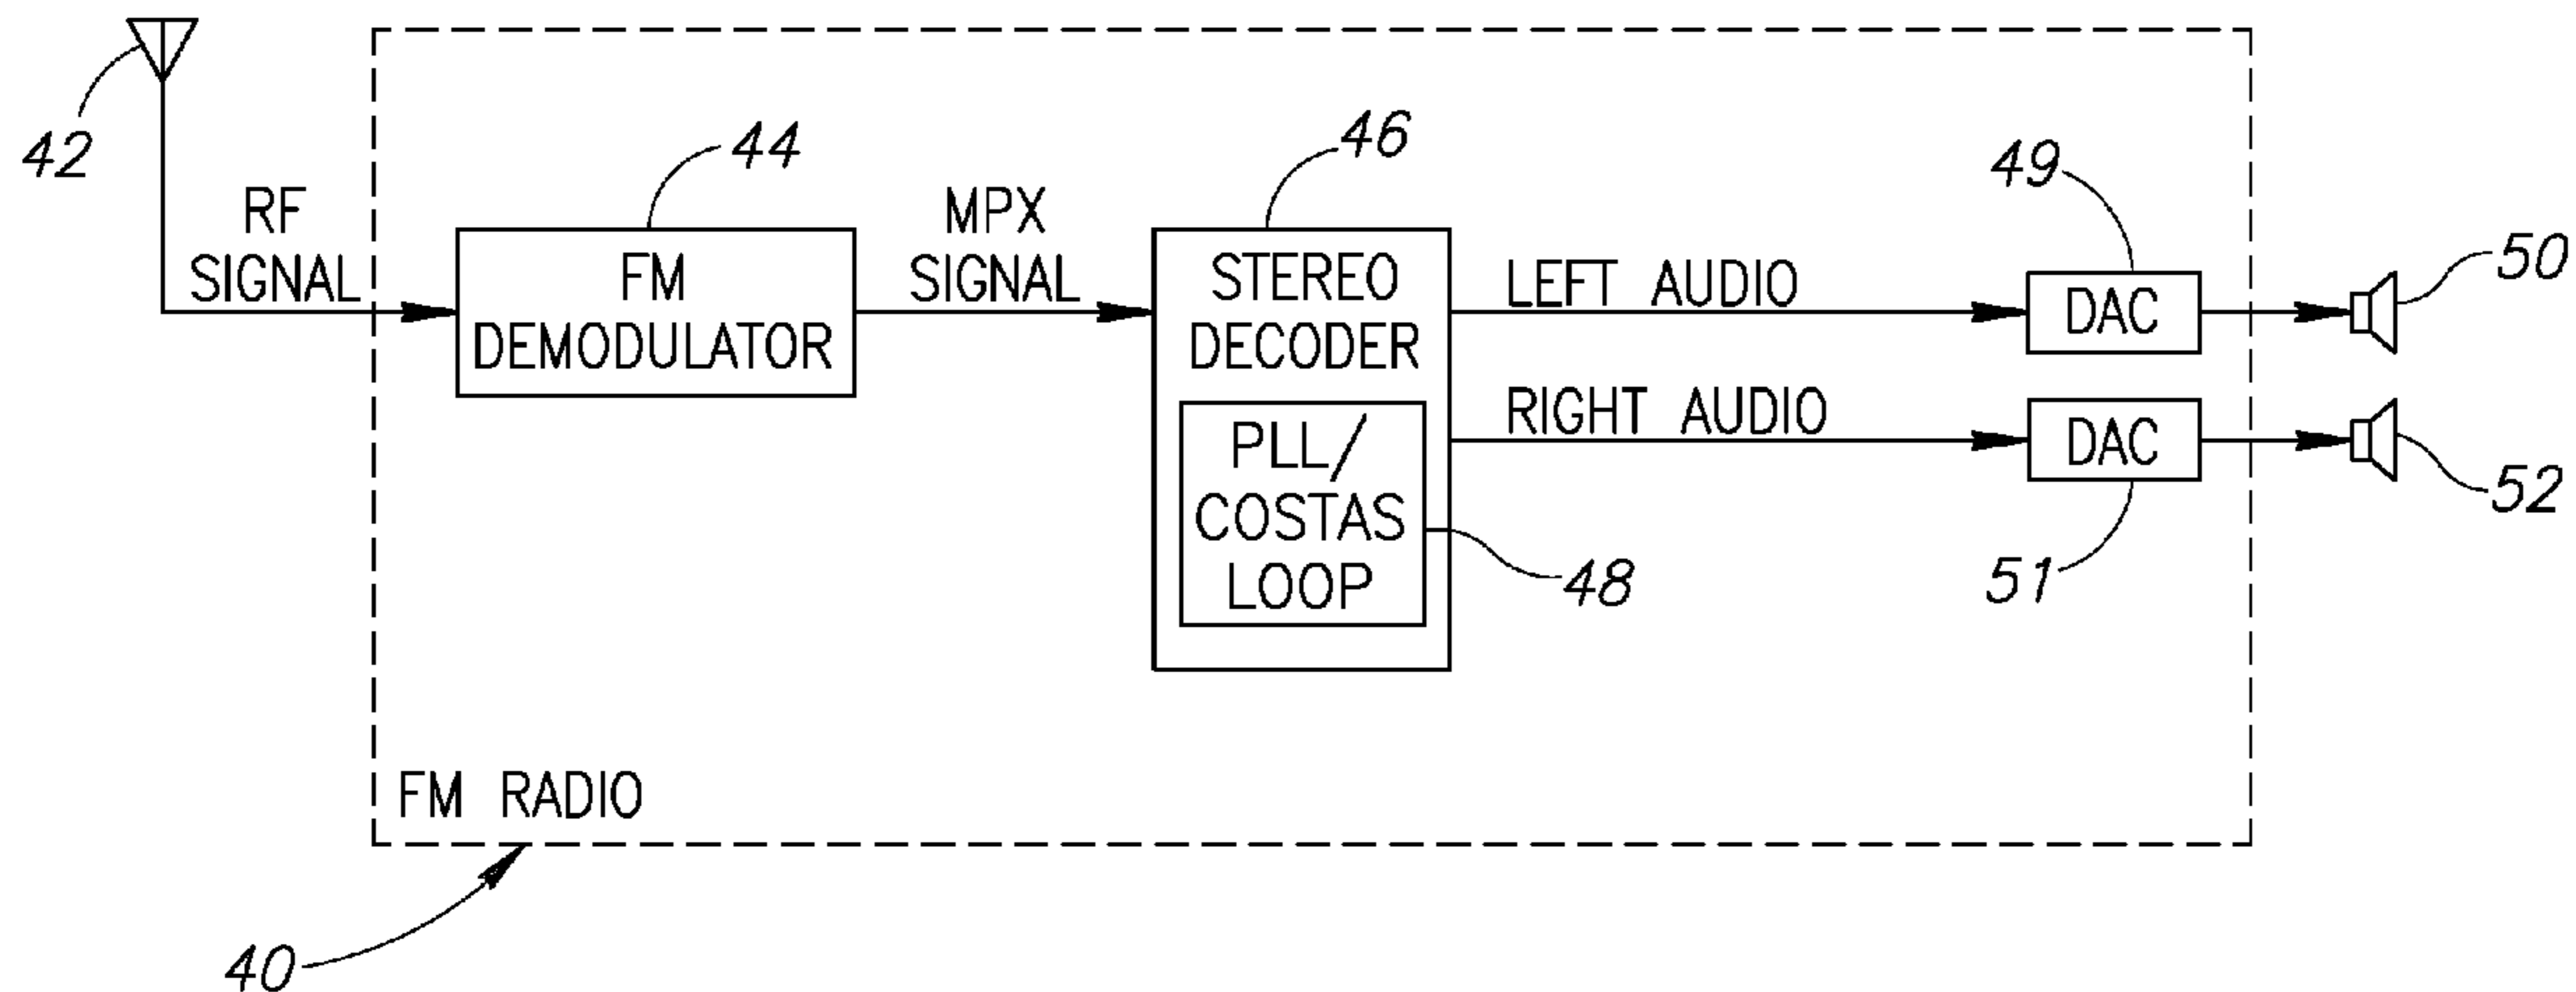 42
RF
SIGNAL
44
FM
DEMODULATOR
MPX
SIGNAL
46
STEREO
DECODER
PLL/
COSTAS
LOOP
48
LEFT AUDIO
RIGHT AUDIO
49
DAC
DAC
51
50
52
FM RADIO
40